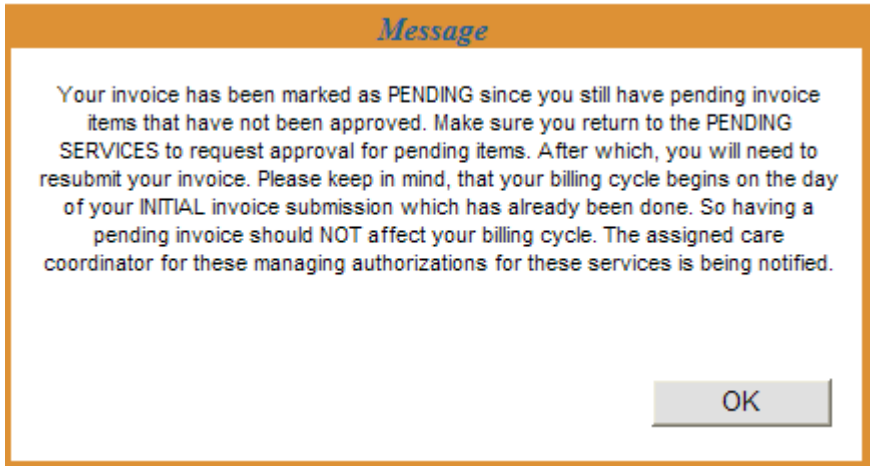 Message
Your invoice has been marked as PENDING since you still have pending invoice
items that have not been approved. Make sure you return to the PENDING
SERVICES to request approval for pending items. After which, you will need to
resubmit your invoice. Please keep in mind, that your billing cycle begins on the day
of your INITIAL invoice submission which has already been done. So having a
pending invoice should NOT affect your billing cycle. The assigned care
coordinator for these managing authorizations for these services is being notified.
OK